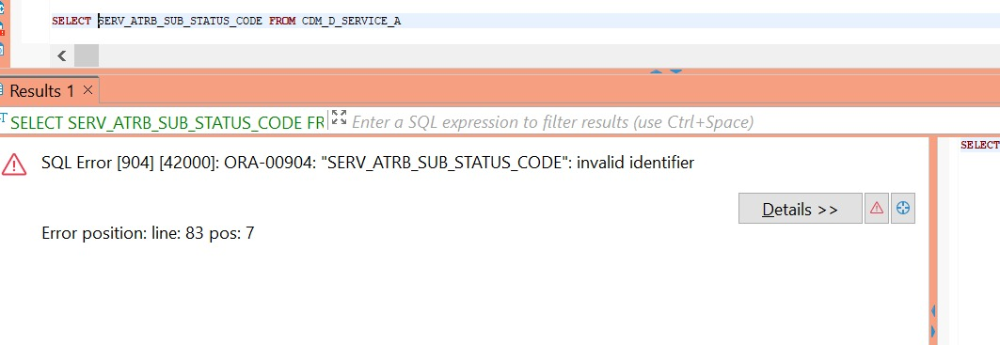 SELECT SERV_ATRB_SUB_STATUS_CODE FROM CDM_D_SERVICE_A
Results 1 ×
SELECT SERV_ATRB_SUB_STATUS_CODE FR Enter a SQL expression to filter results (use Ctrl+Space)
SQL Error [904] [42000]: ORA-00904: "SERV_ATRB_SUB_STATUS_CODE": invalid identifier
SELECT
Details >>
Error position: line: 83 pos: 7